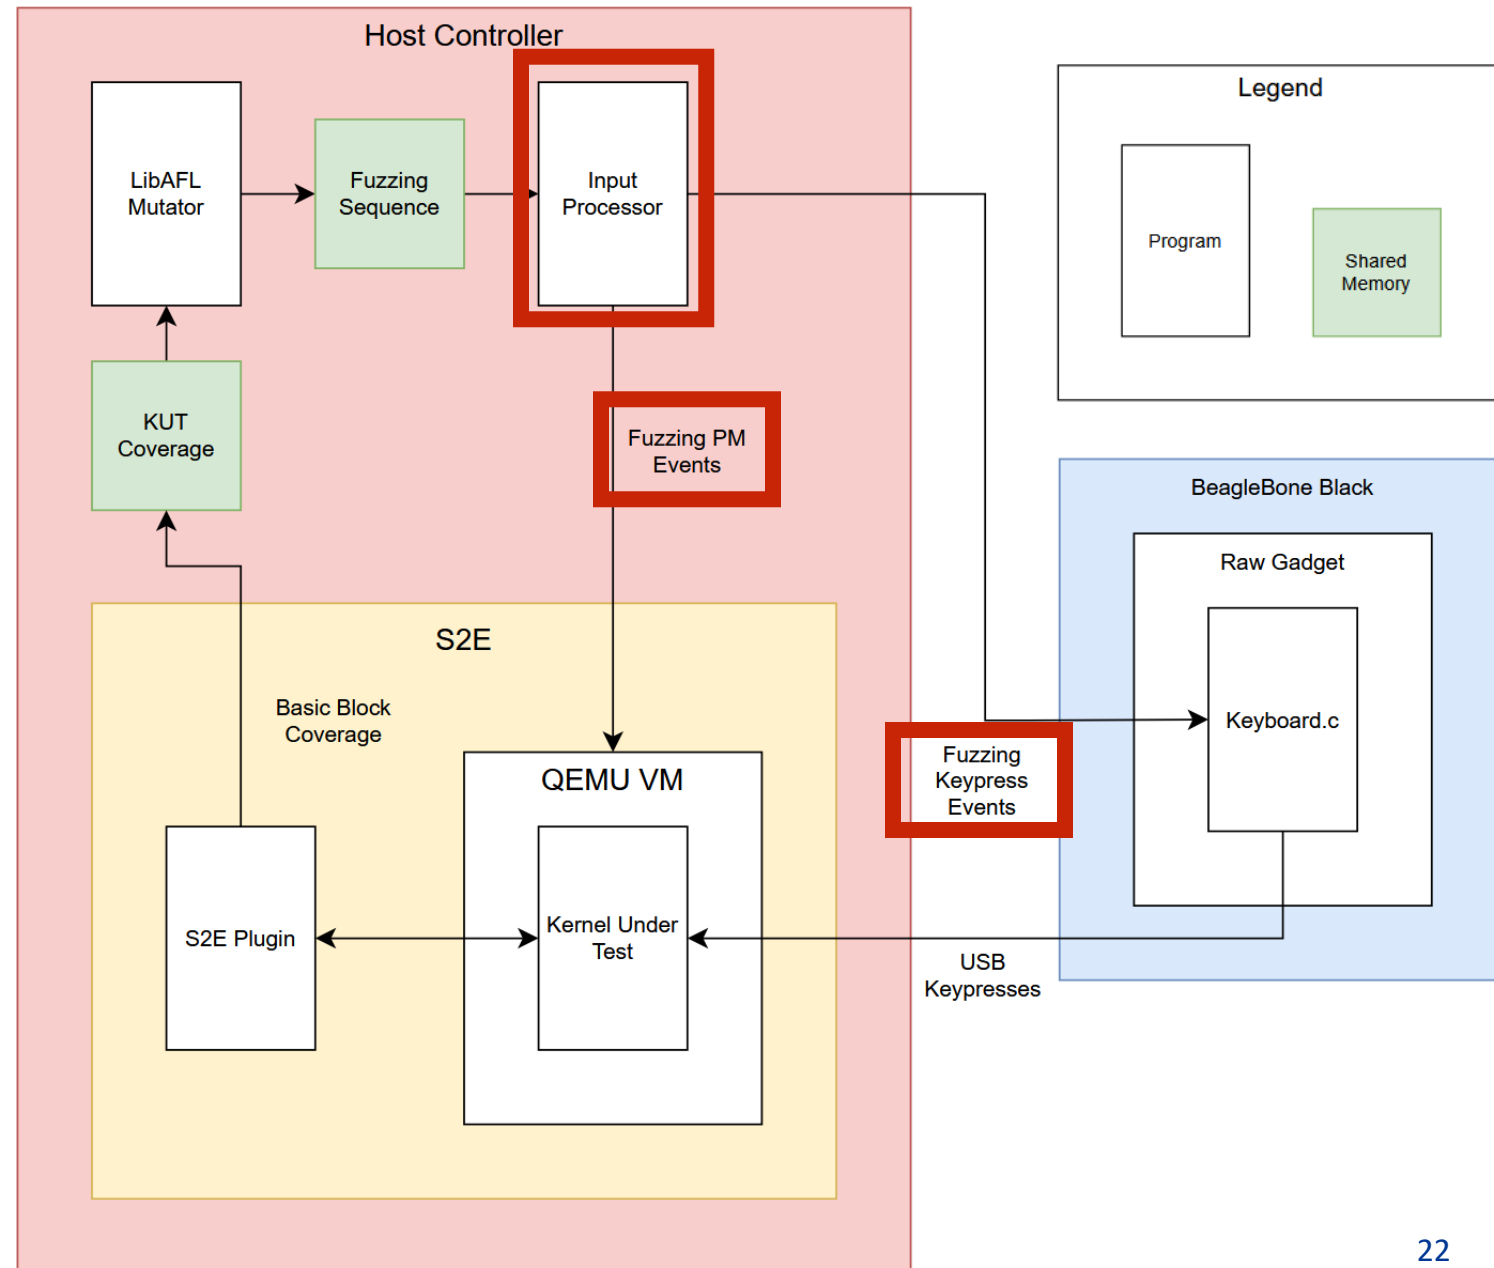 Host Controller
LibAFL
Mutator
Fuzzing
Sequence
Input
Processor
Legend
Program
Shared
Memory
KUT
Coverage
Fuzzing PM
Events
BeagleBone Black
Raw Gadget
Keyboard.c
S2E
Basic Block
Coverage
Fuzzing
Keypress
Events
QEMU VM
S2E Plugin
Kernel Under
Test
USB
Keypresses
22